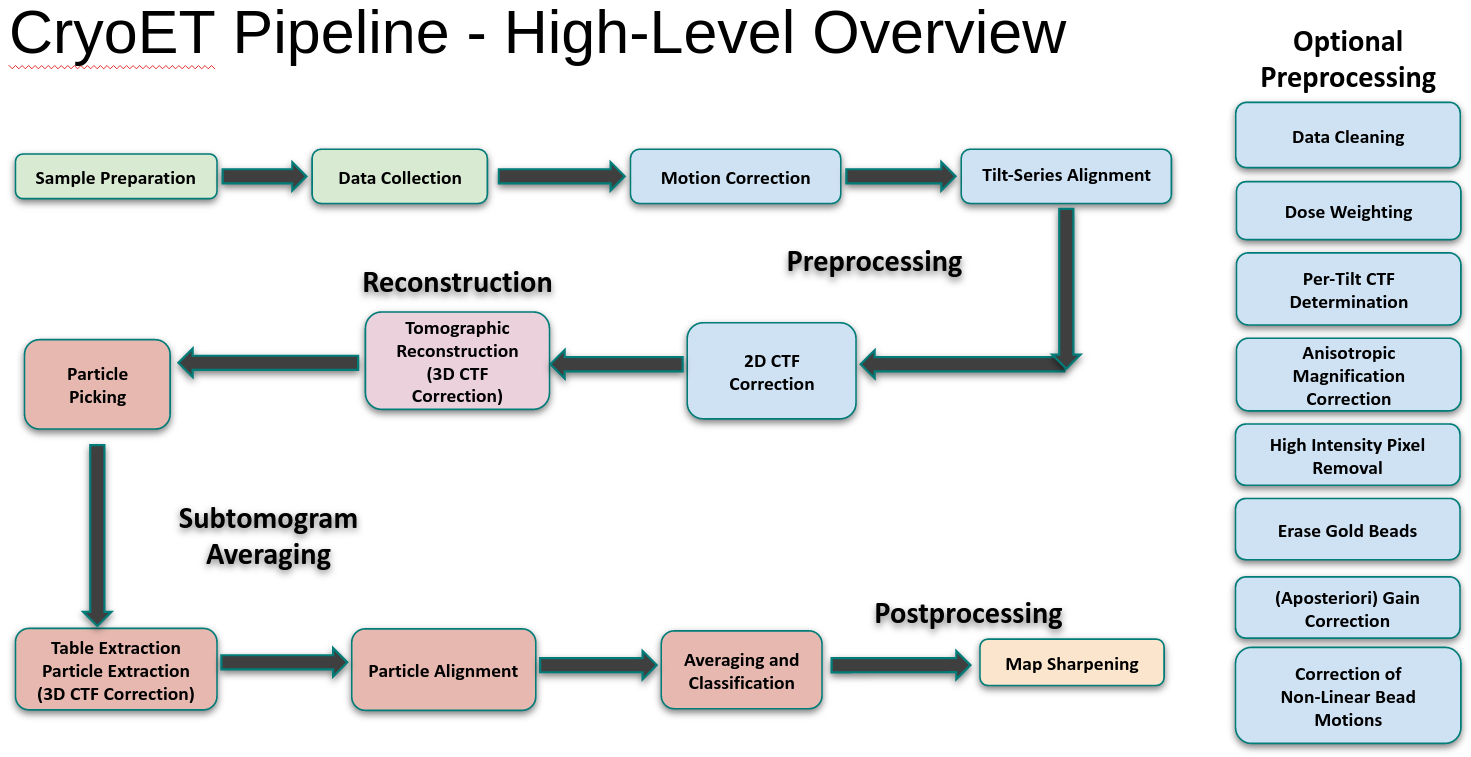 CryoET Pipeline - High-Level Overview
Optional
Preprocessing
Sample Preparation
Data Collection
Motion Correction
Tilt-Series Alignment
Preprocessing
Reconstruction
2D CTF
Correction
Tomographic
Reconstruction
(3D CTF
Correction)
Particle
Picking
Subtomogram
Averaging
Table Extraction
Particle Extraction
(3D CTF Correction)
Particle Alignment
Averaging and
Classification
Postprocessing
Map Sharpening
Data Cleaning
Dose Weighting
Per-Tilt CTF
Determination
Anisotropic
Magnification
Correction
High Intensity Pixel
Removal
Erase Gold Beads
(Aposteriori) Gain
Correction
Correction of
Non-Linear Bead
Motions